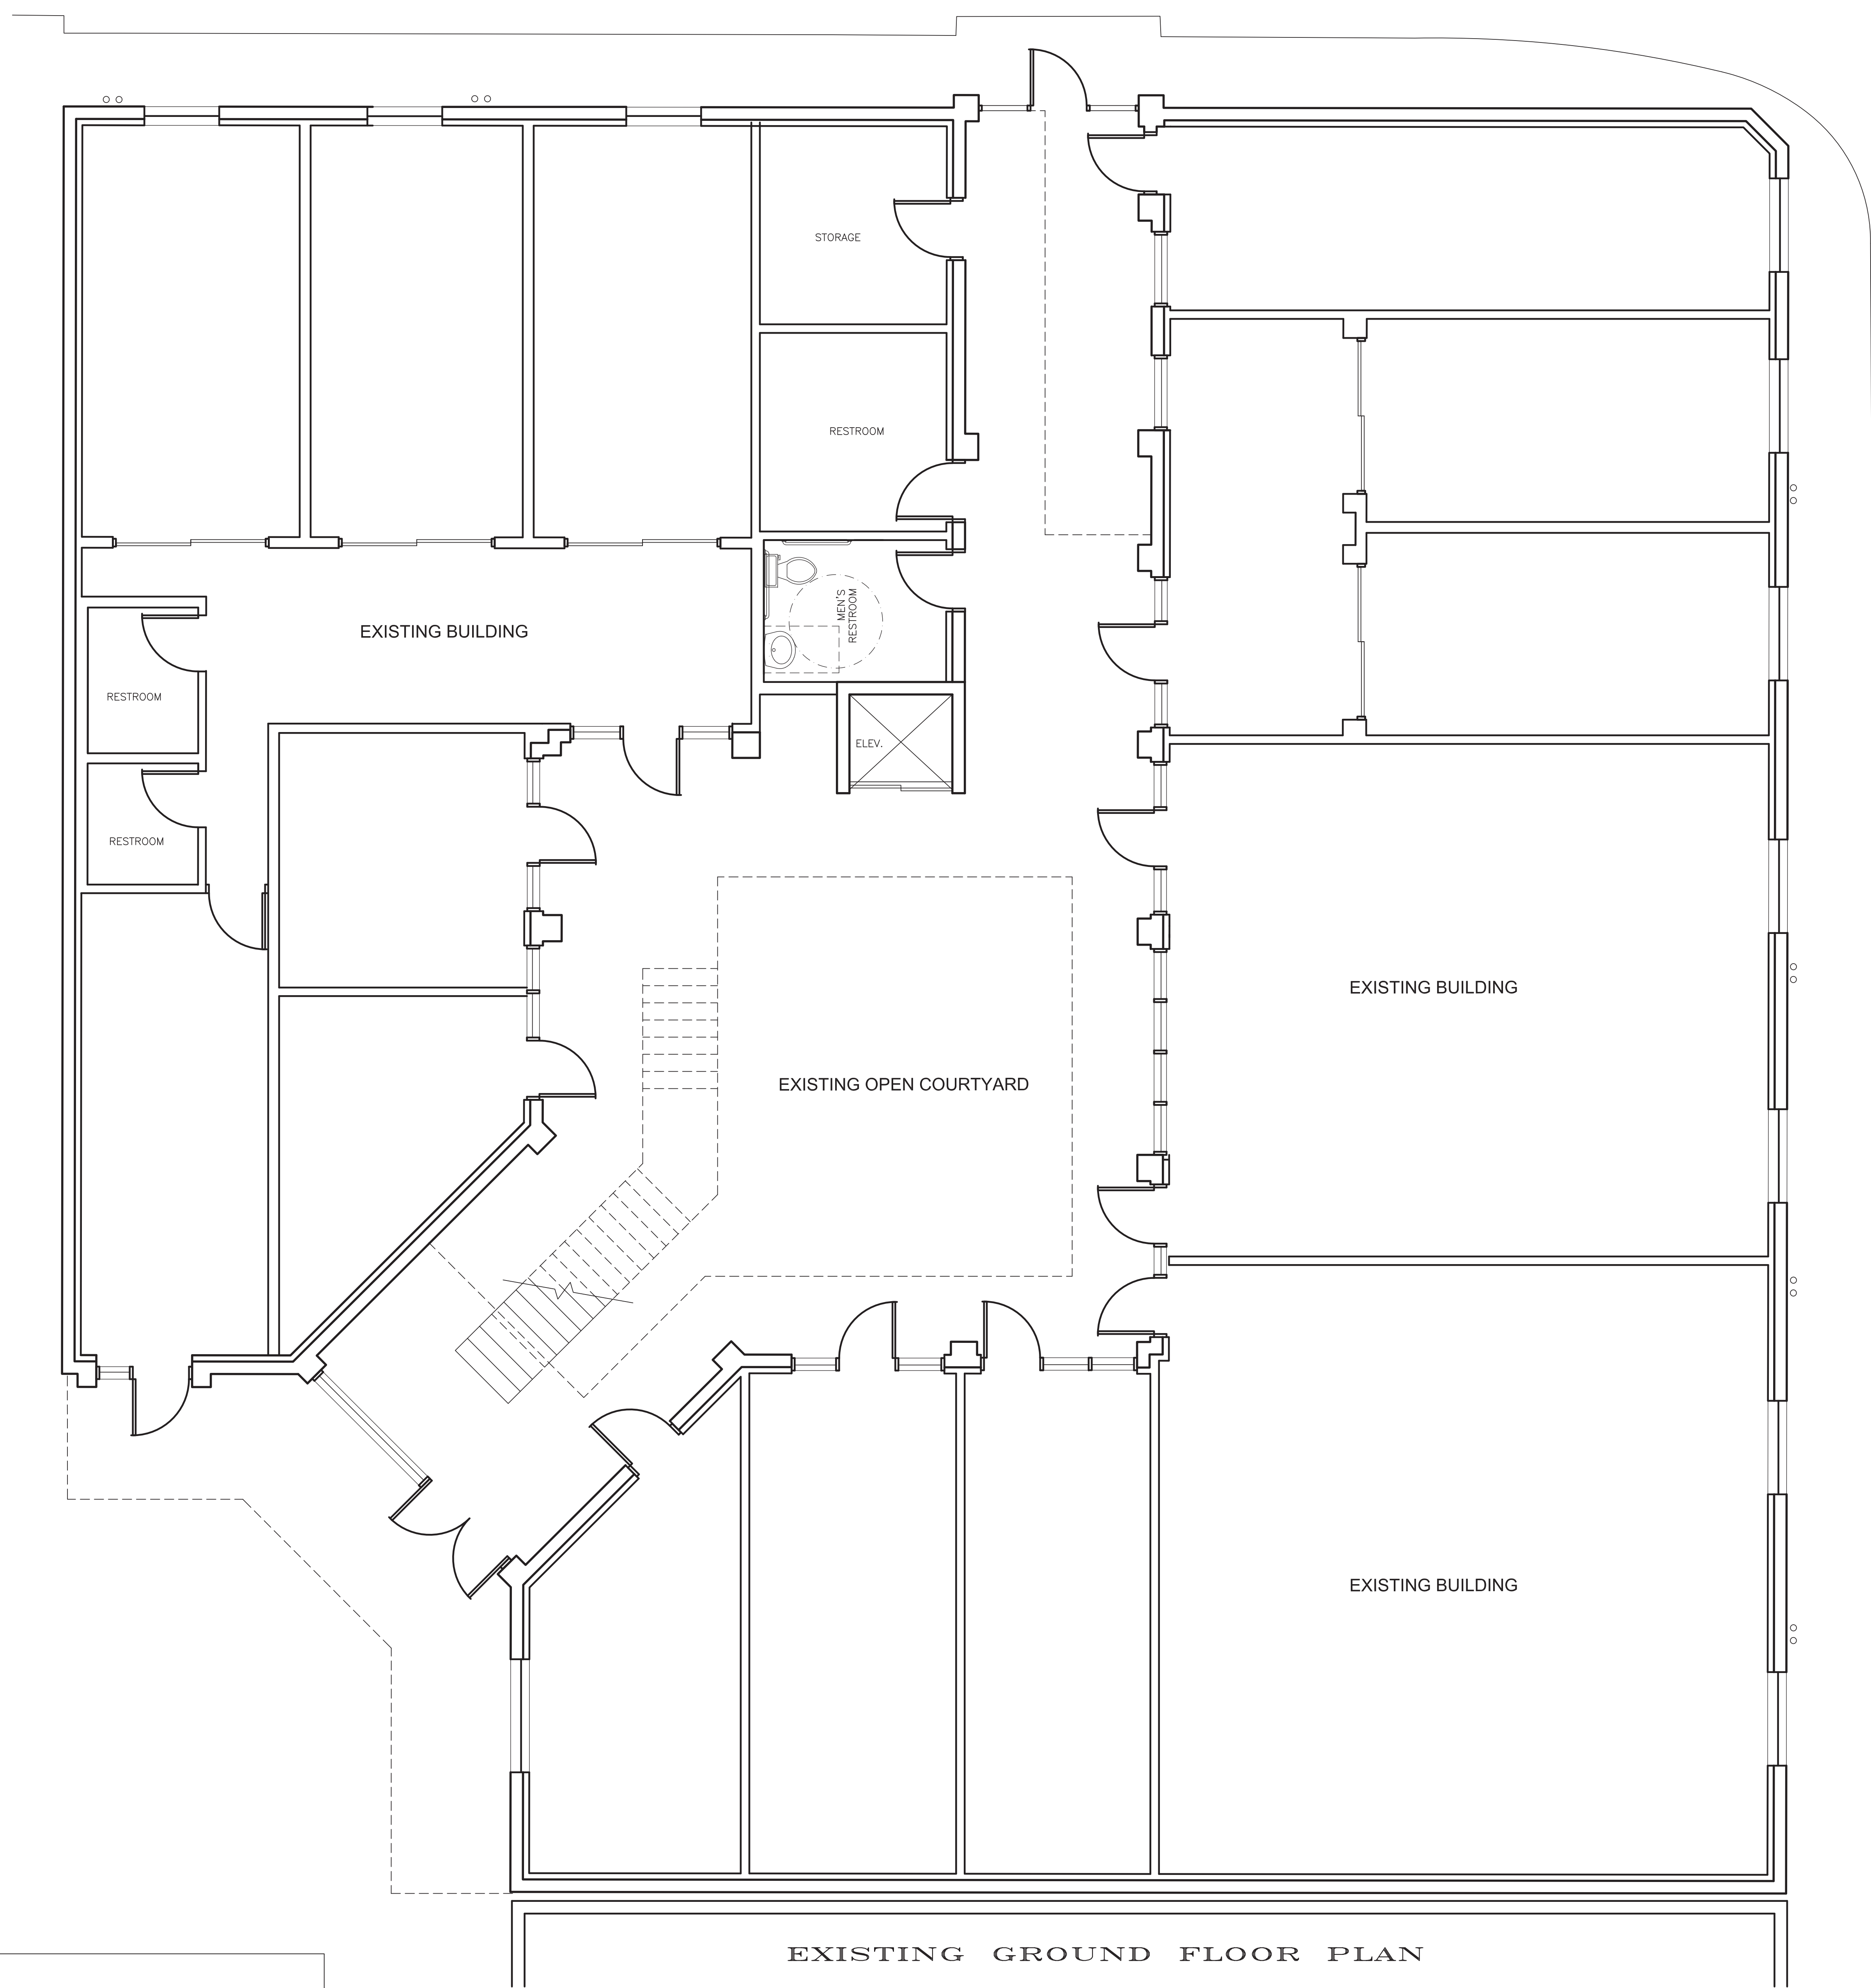 STORAGE
RESTROOM
MEN'S
RESTROOM
EXISTING BUILDING
RESTROOM
ELEV.
RESTROOM
EXISTING BUILDING
EXISTING OPEN COURTYARD
EXISTING BUILDING
EXISTING GROUND FLOOR PLAN